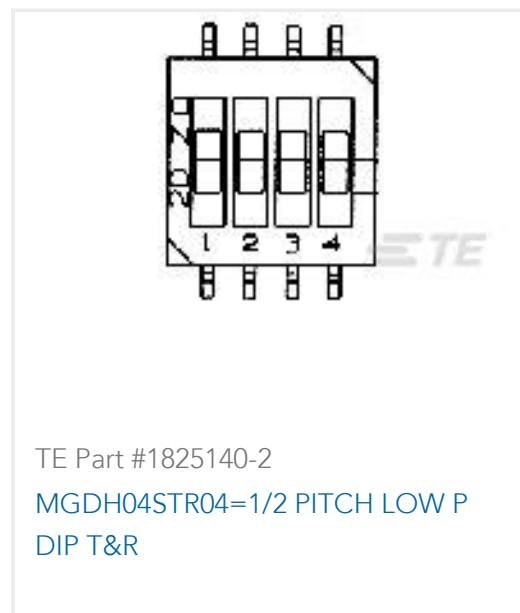 1 2 3 4
TE
TE Part #1825140-2
MGDH04STR04=1/2 PITCH LOW P
DIP T&R